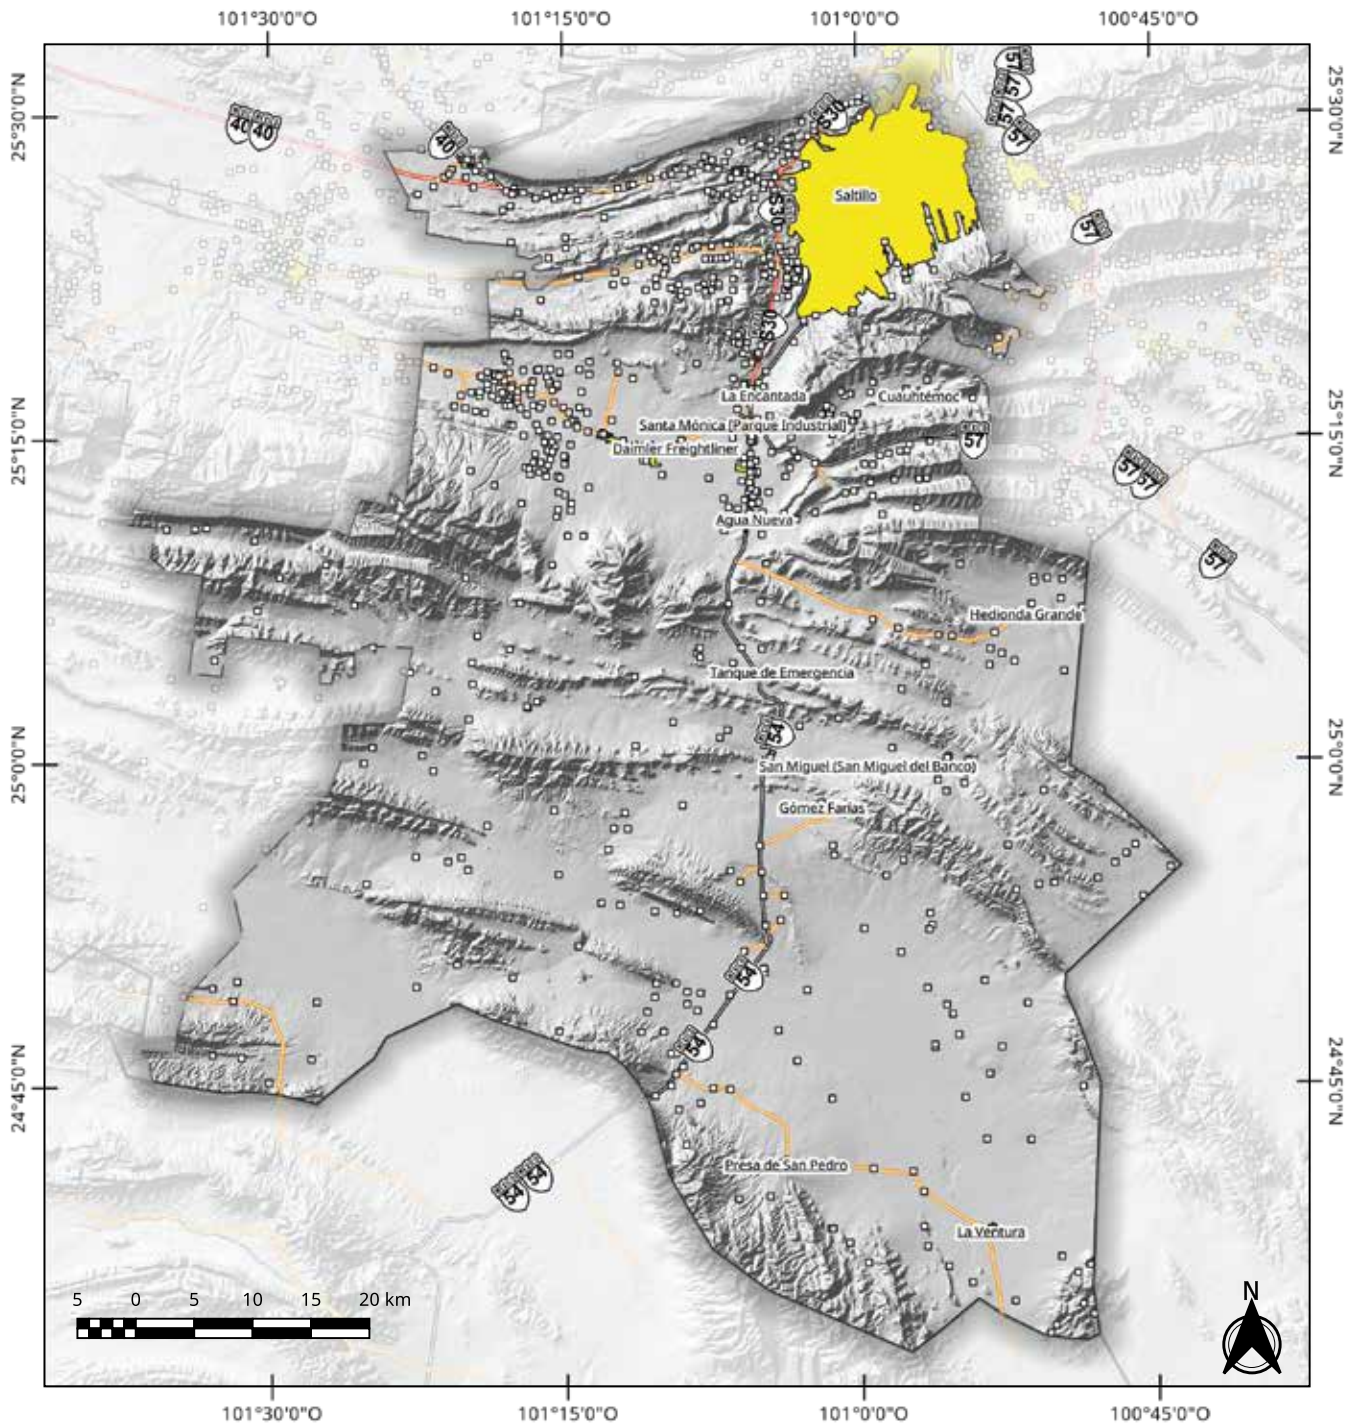 101°30'0"O 101°15'0"O 101°0'0"O 100°45'0"O
25°30'0"N 25°30'0"N
57
57
57
57
40 40
40
S30
Saltillo
S30
57
S30
La Encantada
Cuauhtémoc
Santa Mónica [Parque Industrial]
25°15'0"N 25°15'0"N
57
Daimler Freightliner
57 57
Agua Nueva
57
Hedionda Grande
Tanque de Emergencia
54
25°0'0"N 25°0'0"N
San Miguel (San Miguel del Banco)
Gómez Farías
54
54
24°45'0"N 24°45'0"N
Presa de San Pedro
54 54
La Ventura
5 0 5 10 15 20 km
N
101°30'0"O 101°15'0"O 101°0'0"O 100°45'0"O